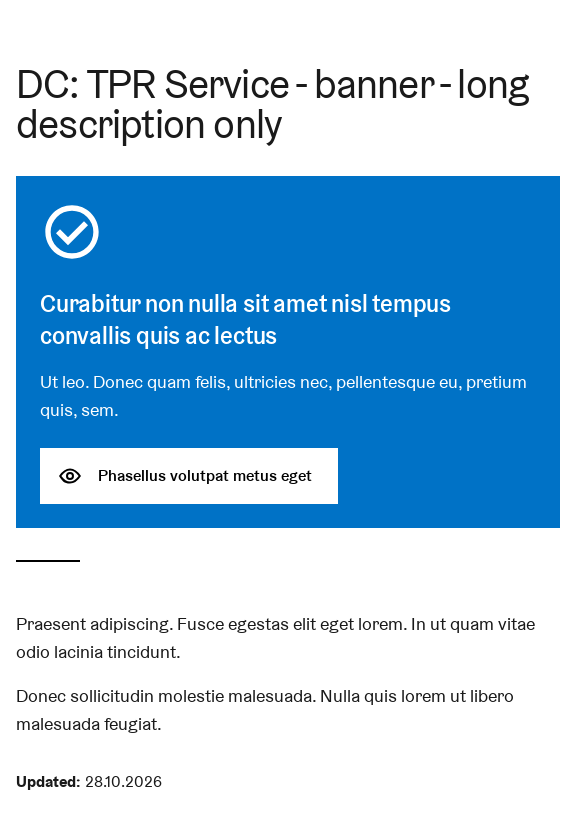 DC: TPR Service - banner - long
description only
Curabitur non nulla sit amet nisl tempus
convallis quis ac lectus
Ut leo. Donec quam felis, ultricies nec, pellentesque eu, pretium
quis, sem.
Phasellus volutpat metus eget
Praesent adipiscing. Fusce egestas elit eget lorem. In ut quam vitae
odio lacinia tincidunt.
Donec sollicitudin molestie malesuada. Nulla quis lorem ut libero
malesuada feugiat.
Updated: 28.10.2026